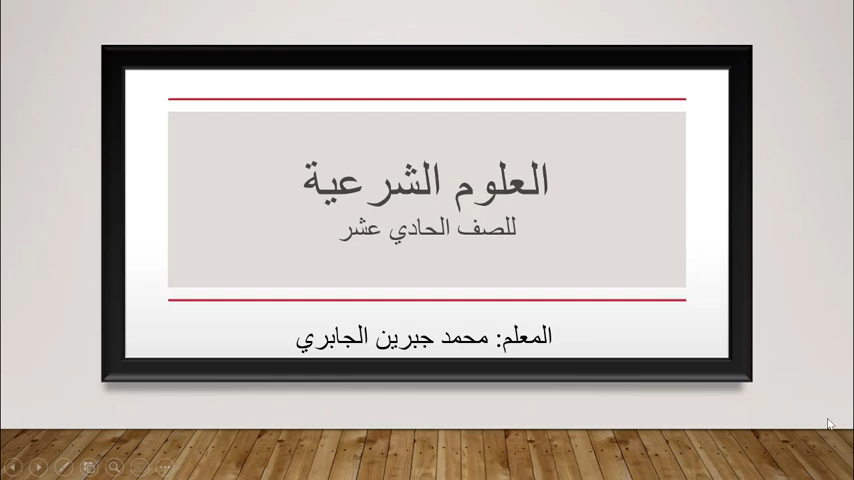 العلوم الشرعية
للصف الحادي عشر
المعلم: محمد جبرين الجابري